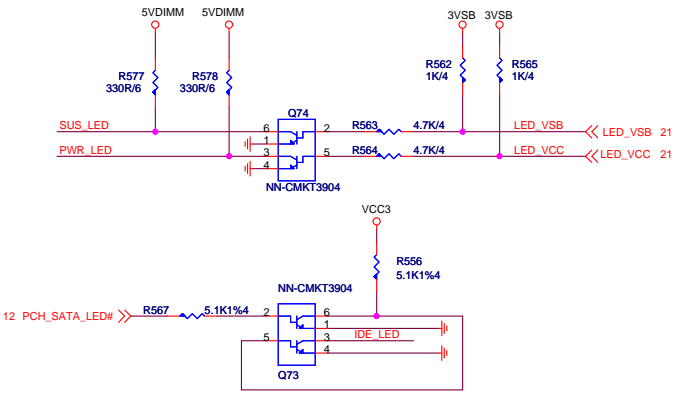 5VDIMM 5VDIMM 3VSB 3VSB
R577 330R/6
R578 330R/6
R562 1K/4
R565 1K/4
Q74
SUS_LED 6 2 R563 4.7K/4 LED_VSB LED_VSB 21
1
PWR_LED 3 5 R564 4.7K/4 LED_VCC LED_VCC 21
4
NN-CMKT3904
VCC3
R556
5.1K1%4
NN-CMKT3904
12 PCH_SATA_LED# R567 5.1K1%4 2 6
1
5 3 IDE_LED
4
Q73